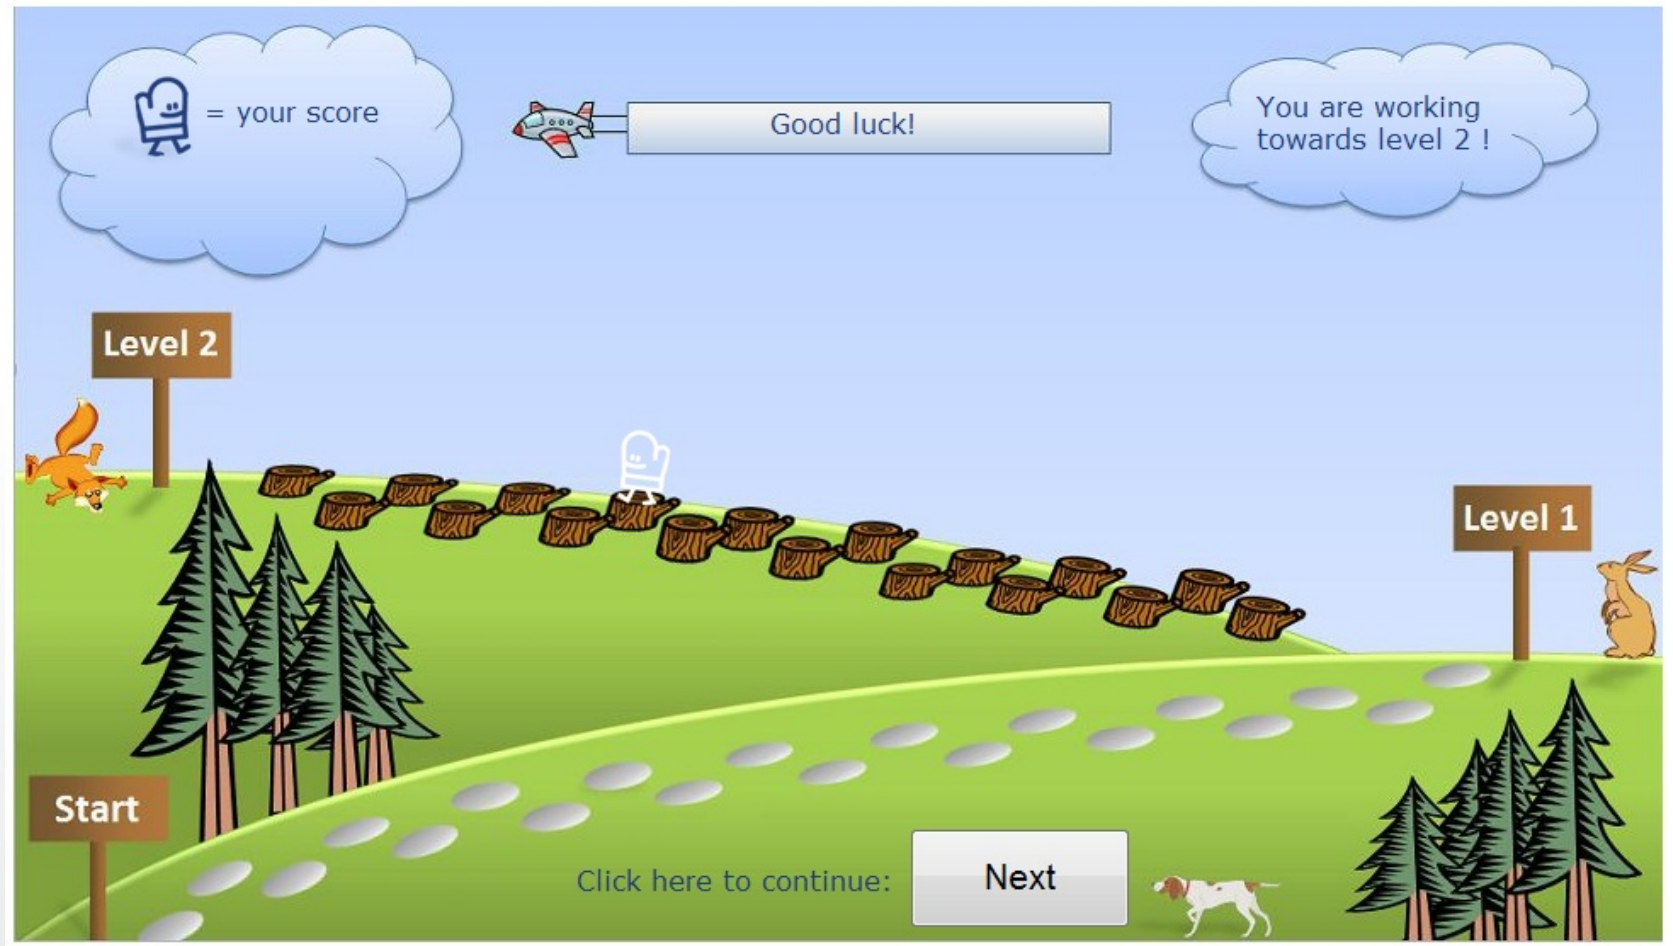 = your score
Good luck!
You are working
towards level 2 !
Level 2
Level 1
Start
Click here to continue:
Next